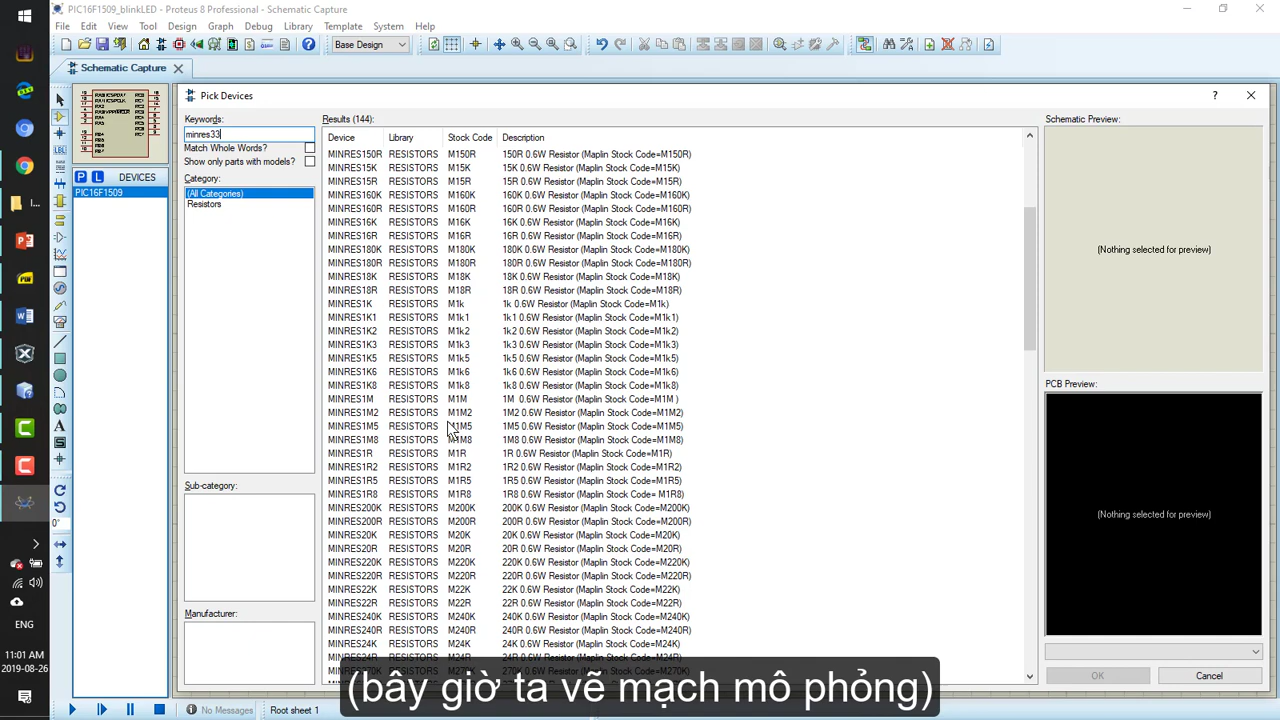 PIC16F1509_blinkLED - Proteus 8 Professional - Schematic Capture
File Edit View Tool Design Graph Debug Library Template System Help
Base Design
Schematic Capture
Pick Devices
Keywords:
minres33
Match Whole Words?
Show only parts with models?
Category:
(All Categories)
Resistors
Sub-category:
Manufacturer:
P L DEVICES
PIC16F1509
LBL
Results (144):
Device Library Stock Code Description
MINRES150R RESISTORS M150R 150R 0.6W Resistor (Maplin Stock Code=M150R)
MINRES15K RESISTORS M15K 15K 0.6W Resistor (Maplin Stock Code=M15K)
MINRES15R RESISTORS M15R 15R 0.6W Resistor (Maplin Stock Code=M15R)
MINRES160K RESISTORS M160K 160K 0.6W Resistor (Maplin Stock Code=M160K)
MINRES160R RESISTORS M160R 160R 0.6W Resistor (Maplin Stock Code=M160R)
MINRES16K RESISTORS M16K 16K 0.6W Resistor (Maplin Stock Code=M16K)
MINRES16R RESISTORS M16R 16R 0.6W Resistor (Maplin Stock Code=M16R)
MINRES180K RESISTORS M180K 180K 0.6W Resistor (Maplin Stock Code=M180K)
MINRES180R RESISTORS M180R 180R 0.6W Resistor (Maplin Stock Code=M180R)
MINRES18K RESISTORS M18K 18K 0.6W Resistor (Maplin Stock Code=M18K)
MINRES18R RESISTORS M18R 18R 0.6W Resistor (Maplin Stock Code=M18R)
MINRES1K RESISTORS M1k 1k 0.6W Resistor (Maplin Stock Code=M1k)
MINRES1K1 RESISTORS M1k1 1k1 0.6W Resistor (Maplin Stock Code=M1k1)
MINRES1K2 RESISTORS M1k2 1k2 0.6W Resistor (Maplin Stock Code=M1k2)
MINRES1K3 RESISTORS M1k3 1k3 0.6W Resistor (Maplin Stock Code=M1k3)
MINRES1K5 RESISTORS M1k5 1k5 0.6W Resistor (Maplin Stock Code=M1k5)
MINRES1K6 RESISTORS M1k6 1k6 0.6W Resistor (Maplin Stock Code=M1k6)
MINRES1K8 RESISTORS M1k8 1k8 0.6W Resistor (Maplin Stock Code=M1k8)
MINRES1M RESISTORS M1M 1M 0.6W Resistor (Maplin Stock Code=M1M )
MINRES1M2 RESISTORS M1M2 1M2 0.6W Resistor (Maplin Stock Code=M1M2)
MINRES1M5 RESISTORS M1M5 1M5 0.6W Resistor (Maplin Stock Code=M1M5)
MINRES1M8 RESISTORS M1M8 1M8 0.6W Resistor (Maplin Stock Code=M1M8)
MINRES1R RESISTORS M1R 1R 0.6W Resistor (Maplin Stock Code=M1R)
MINRES1R2 RESISTORS M1R2 1R2 0.6W Resistor (Maplin Stock Code=M1R2)
MINRES1R5 RESISTORS M1R5 1R5 0.6W Resistor (Maplin Stock Code=M1R5)
MINRES1R8 RESISTORS M1R8 1R8 0.6W Resistor (Maplin Stock Code= M1R8)
MINRES200K RESISTORS M200K 200K 0.6W Resistor (Maplin Stock Code=M200K)
MINRES200R RESISTORS M200R 200R 0.6W Resistor (Maplin Stock Code=M200R)
MINRES20K RESISTORS M20K 20K 0.6W Resistor (Maplin Stock Code=M20K)
MINRES20R RESISTORS M20R 20R 0.6W Resistor (Maplin Stock Code=M20R)
MINRES220K RESISTORS M220K 220K 0.6W Resistor (Maplin Stock Code=M220K)
MINRES220R RESISTORS M220R 220R 0.6W Resistor (Maplin Stock Code=M220R)
MINRES22K RESISTORS M22K 22K 0.6W Resistor (Maplin Stock Code=M22K)
MINRES22R RESISTORS M22R 22R 0.6W Resistor (Maplin Stock Code=M22R)
MINRES240K RESISTORS M240K 240K 0.6W Resistor (Maplin Stock Code=M240K)
MINRES240R RESISTORS M240R 240R 0.6W Resistor (Maplin Stock Code=M240R)
MINRES24K RESISTORS M24K 24K 0.6W Resistor (Maplin Stock Code=M24K)
Schematic Preview:
(Nothing selected for preview)
PCB Preview:
(Nothing selected for preview)
OK Cancel
0°
ENG
11:01 AM
2019-08-26
No Messages Root sheet 1
(bây giờ ta vẽ mạch mô phỏng)